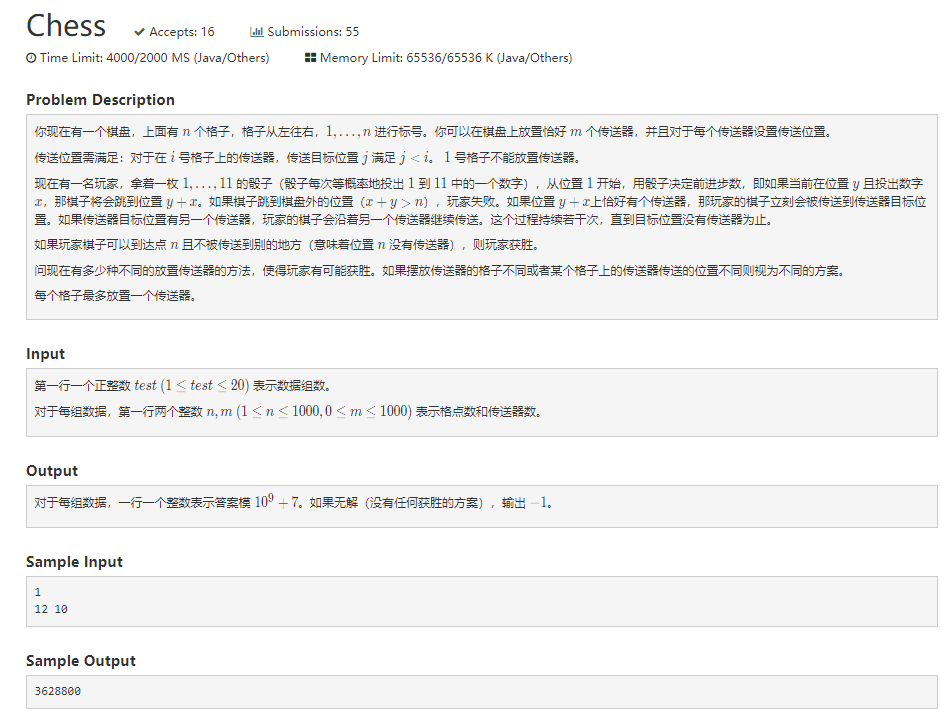 Chess ✔ Accepts: 16 Submissions: 55
Time Limit: 4000/2000 MS (Java/Others) Memory Limit: 65536/65536 K (Java/Others)
Problem Description
你现在有一个棋盘，上面有 n 个格子，格子从左往右，1, . . . , n 进行标号。你可以在棋盘上放置恰好 m 个传送器，并且对于每个传送器设置传送位置。
传送位置需满足：对于在 i 号格子上的传送器，传送目标位置 j 满足 j < i。 1 号格子不能放置传送器。
现在有一名玩家，拿着一枚 1, . . . , 11 的骰子（骰子每次等概率地投出 1 到 11 中的一个数字），从位置 1 开始，用骰子决定前进步数，即如果当前在位置 y 且投出数字
x，那棋子将会跳到位置 y + x。如果棋子跳到棋盘外的位置（x + y > n），玩家失败。如果位置 y + x上恰好有个传送器，那玩家的棋子立刻会被传送到传送器目标位
置。如果传送器目标位置有另一个传送器，玩家的棋子会沿着另一个传送器继续传送。这个过程持续若干次，直到目标位置没有传送器为止。
如果玩家棋子可以到达点 n 且不被传送到别的地方（意味着位置 n 没有传送器），则玩家获胜。
问现在有多少种不同的放置传送器的方法，使得玩家有可能获胜。如果摆放传送器的格子不同或者某个格子上的传送器传送的位置不同则视为不同的方案。
每个格子最多放置一个传送器。
Input
第一行一个正整数 test (1 ≤ test ≤ 20) 表示数据组数。
对于每组数据，第一行两个整数 n, m (1 ≤ n ≤ 1000, 0 ≤ m ≤ 1000) 表示格点数和传送器数。
Output
对于每组数据，一行一个整数表示答案模 10^9 + 7。如果无解（没有任何获胜的方案），输出 −1。
Sample Input
1
12 10
Sample Output
3628800